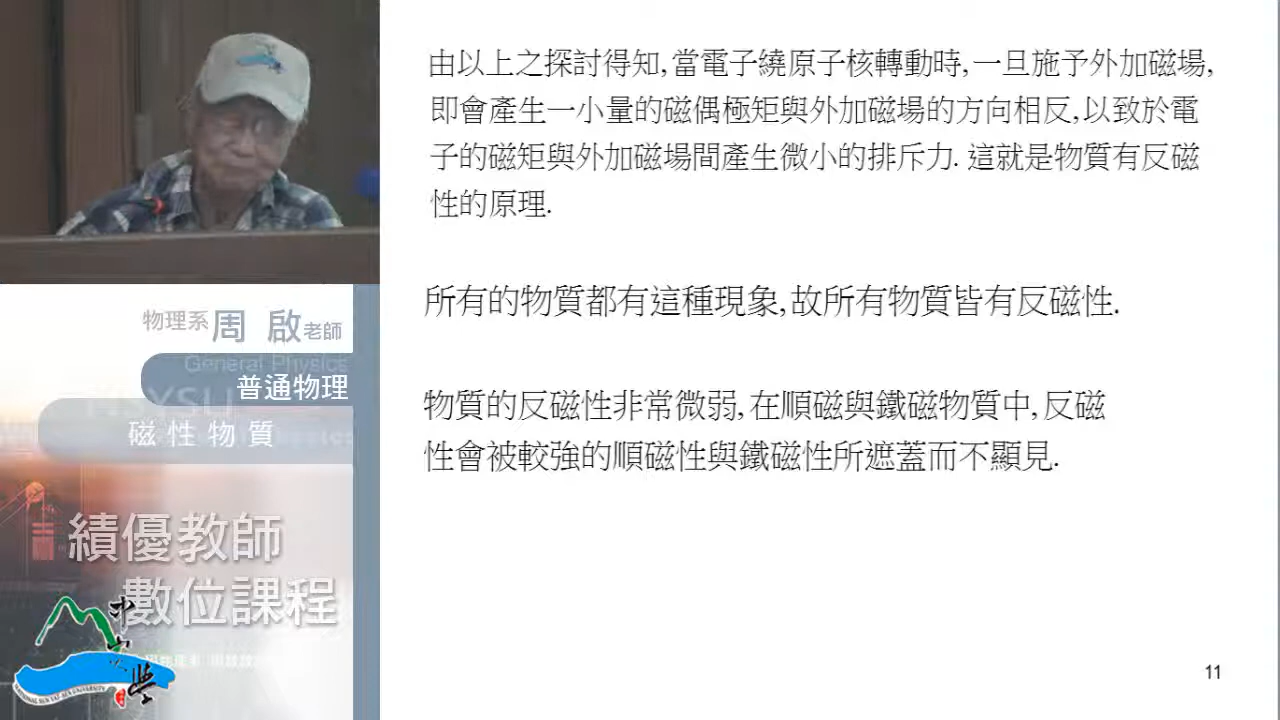 由以上之探討得知,當電子繞原子核轉動時,一旦施予外加磁場,
即會產生一小量的磁偶極矩與外加磁場的方向相反,以致於電
子的磁矩與外加磁場間產生微小的排斥力. 這就是物質有反磁
性的原理.
所有的物質都有這種現象,故所有物質皆有反磁性.
物質的反磁性非常微弱,在順磁與鐵磁物質中,反磁
性會被較強的順磁性與鐵磁性所遮蓋而不顯見.
11
物理系周 啟老師
General Physics
普通物理
磁性物質
績優教師
數位課程
NATIONAL SUN YAT-SEN UNIVERSITY